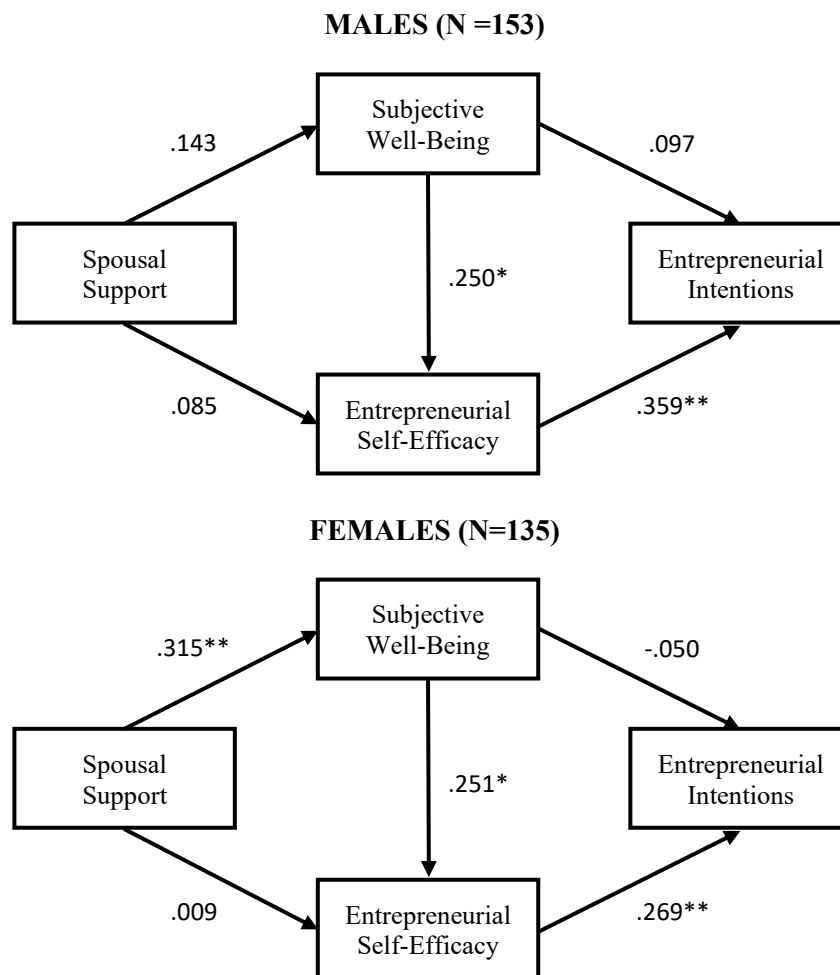 MALES (N =153)
Subjective
Well-Being
.143
.097
Spousal
Support
Entrepreneurial
Intentions
.250*
.085
Entrepreneurial
Self-Efficacy
.359**
FEMALES (N=135)
Subjective
Well-Being
.315**
-.050
Spousal
Support
Entrepreneurial
Intentions
.251*
.009
Entrepreneurial
Self-Efficacy
.269**